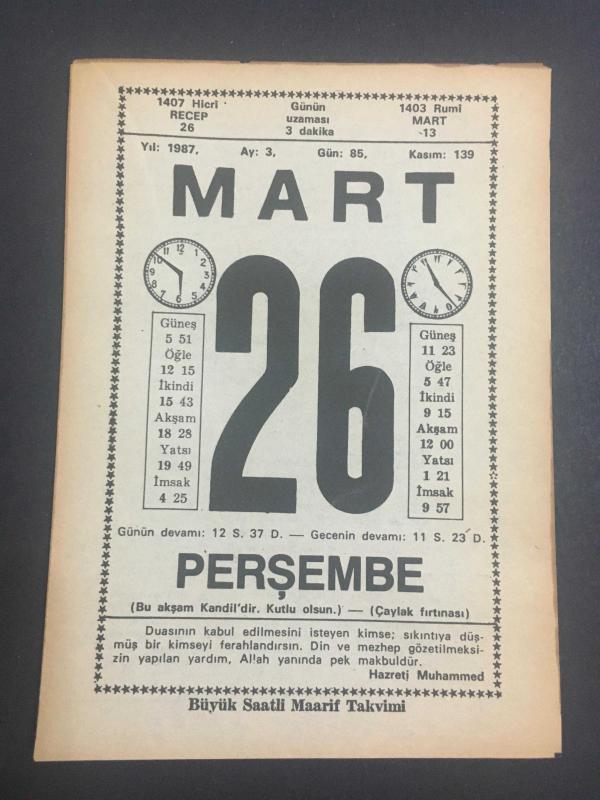 1407 Hicrî
RECEP
26
Günün
uzaması
3 dakika
1403 Rumî
MART
13
Yıl: 1987, Ay: 3, Gün: 85, Kasım: 139
MART
26
Güneş
5 51
Öğle
12 15
İkindi
15 43
Akşam
18 28
Yatsı
19 49
İmsak
4 25
Güneş
11 23
Öğle
5 47
İkindi
9 15
Akşam
12 00
Yatsı
1 21
İmsak
9 57
Günün devamı: 12 S. 37 D. — Gecenin devamı: 11 S. 23 D.
PERŞEMBE
(Bu akşam Kandil'dir. Kutlu olsun.) — (Çaylak fırtınası)
Duasının kabul edilmesini isteyen kimse; sıkıntıya düş-
müş bir kimseyi ferahlandırsın. Din ve mezhep gözetilmeksi-
zin yapılan yardım, Allah yanında pek makbuldür.
Hazreti Muhammed
Büyük Saatli Maarif Takvimi